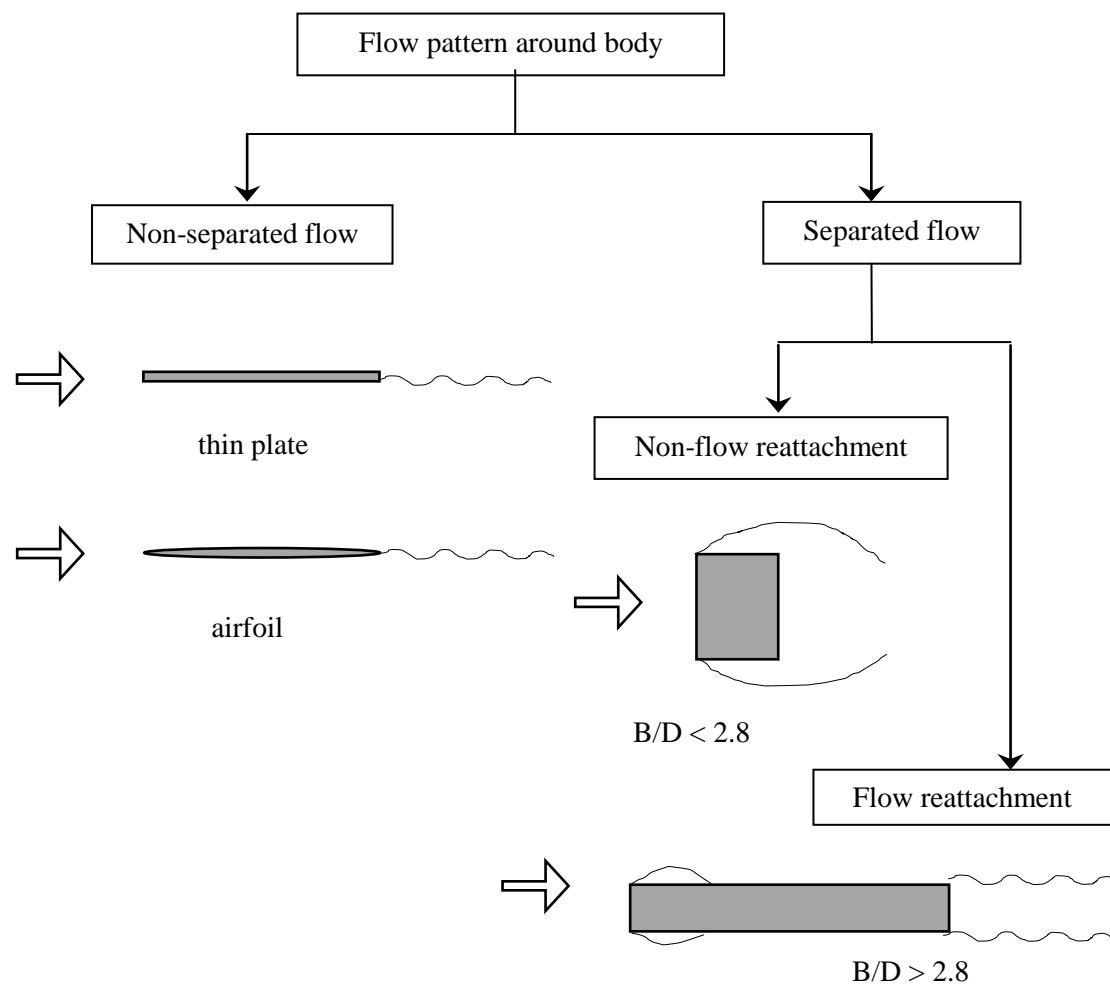 Flow pattern around body
Non-separated flow
Separated flow
thin plate
Non-flow reattachment
airfoil
B/D < 2.8
Flow reattachment
B/D > 2.8